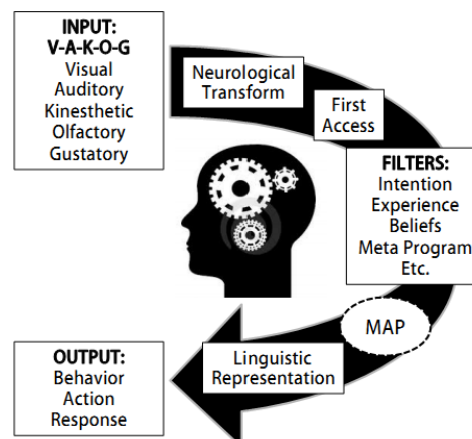 INPUT:
V-A-K-O-G
Visual
Auditory
Kinesthetic
Olfactory
Gustatory
Neurological
Transform
First
Access
FILTERS:
Intention
Experience
Beliefs
Meta Program
Etc.
MAP
Linguistic
Representation
OUTPUT:
Behavior
Action
Response